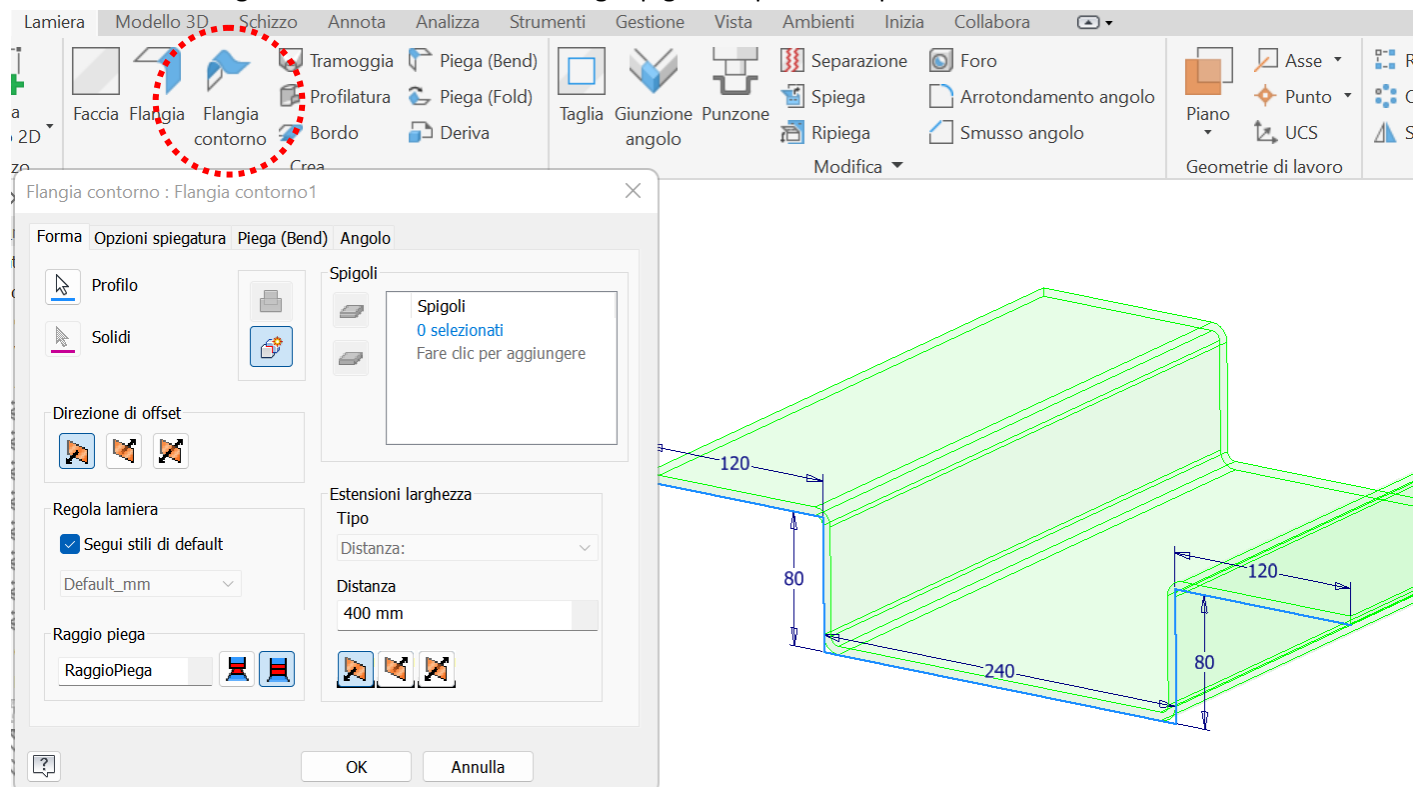 Lamiera Modello 3D Schizzo Annota Analizza Strumenti Gestione Vista Ambienti Inizia Collabora
Tramoggia Piega (Bend) Separazione Foro Asse
Profilatura Piega (Fold) Spiega Arrotondamento angolo Punto
2D Faccia Flangia Flangia contorno Bordo Deriva Taglia Giunzione angolo Punzone Ripiega Smusso angolo Piano UCS
Crea Modifica Geometrie di lavoro
Flangia contorno : Flangia contorno1
Forma Opzioni spiegatura Piega (Bend) Angolo
Profilo
Solidi
Spigoli
Spigoli
0 selezionati
Fare clic per aggiungere
Direzione di offset
Regola lamiera
Segui stili di default
Default_mm
Raggio piega
RaggioPiega
Estensioni larghezza
Tipo
Distanza:
Distanza
400 mm
OK Annulla
120
80
240
120
80